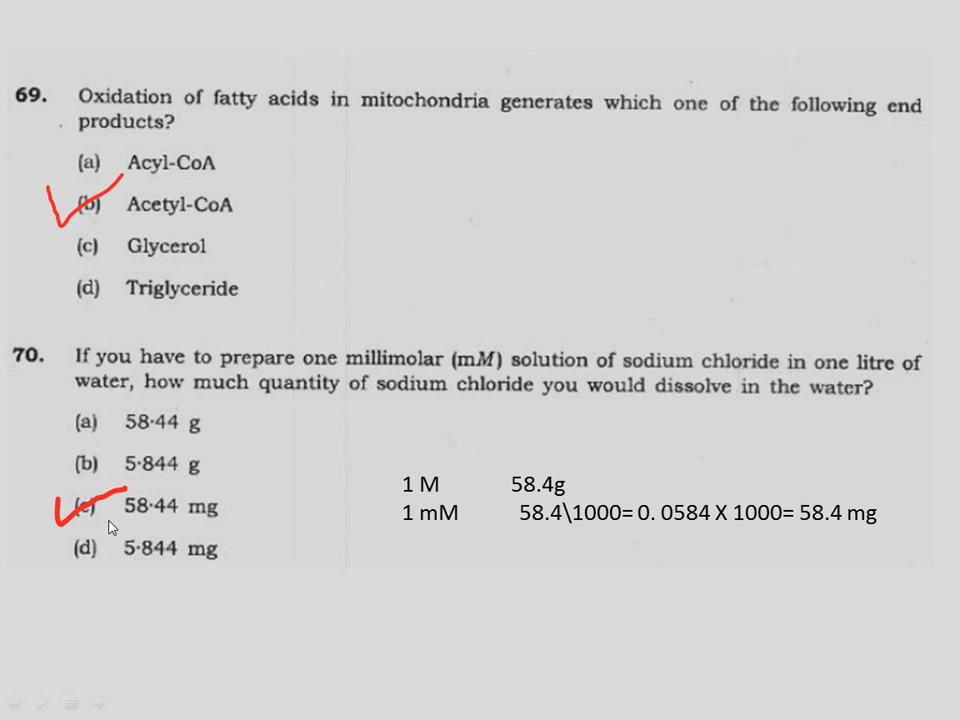 69. Oxidation of fatty acids in mitochondria generates which one of the following end
products?
(a) Acyl-CoA
(b) Acetyl-CoA
(c) Glycerol
(d) Triglyceride
70. If you have to prepare one millimolar (mM) solution of sodium chloride in one litre of
water, how much quantity of sodium chloride you would dissolve in the water?
(a) 58·44 g
(b) 5·844 g
(c) 58·44 mg
(d) 5·844 mg
1 M 58.4g
1 mM 58.4\1000= 0. 0584 X 1000= 58.4 mg